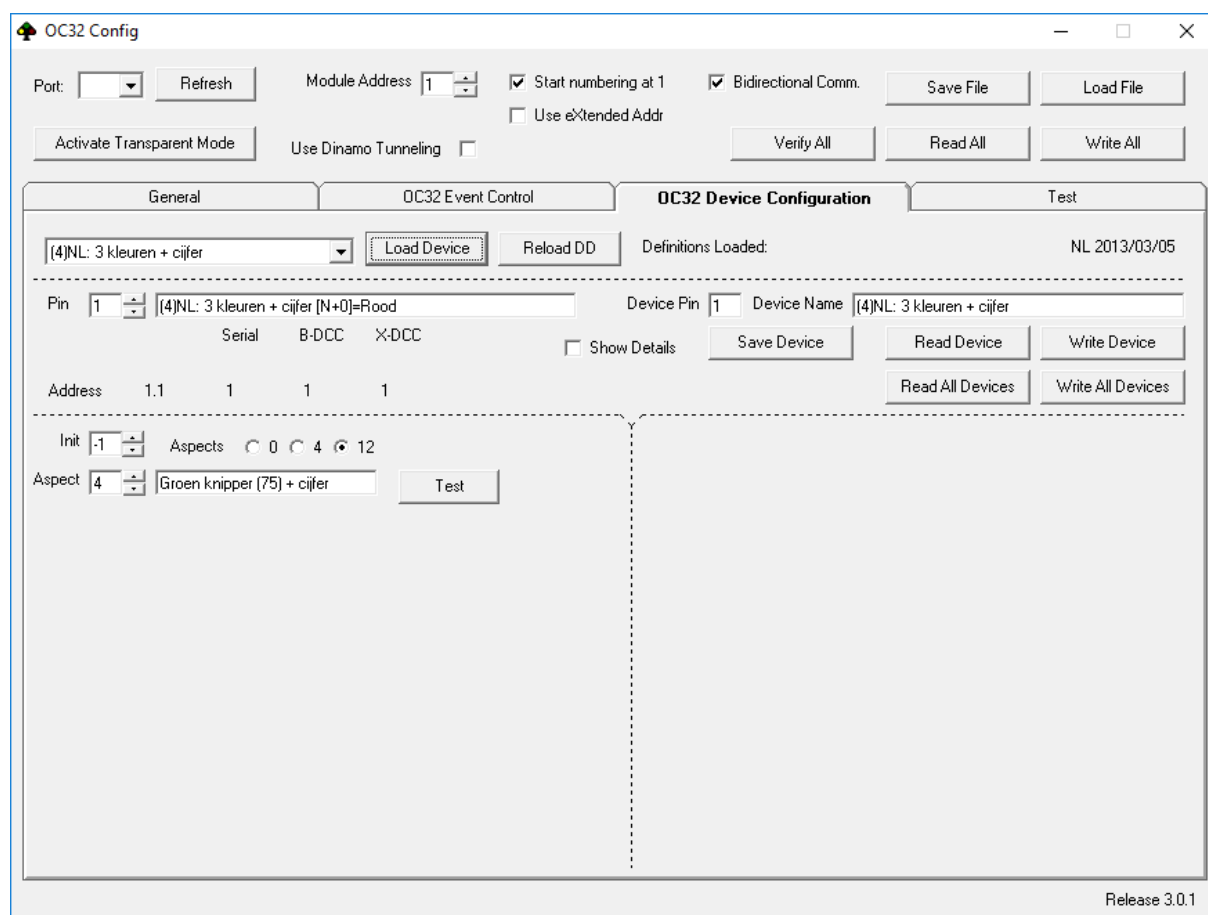 OC32 Config
Port: Refresh Module Address 1 Start numbering at 1 Bidirectional Comm. Save File Load File
Use eXtended Addr
Activate Transparent Mode Use Dinamo Tunneling Verify All Read All Write All
General OC32 Event Control OC32 Device Configuration Test
(4)NL: 3 kleuren + cijfer Load Device Reload DD Definitions Loaded: NL 2013/03/05
Pin 1 (4)NL: 3 kleuren + cijfer [N+0]=Rood Device Pin 1 Device Name (4)NL: 3 kleuren + cijfer
Serial B-DCC X-DCC Show Details Save Device Read Device Write Device
Address 1.1 1 1 1 Read All Devices Write All Devices
Init -1 Aspects 0 4 12
Aspect 4 Groen knipper (75) + cijfer Test
Release 3.0.1